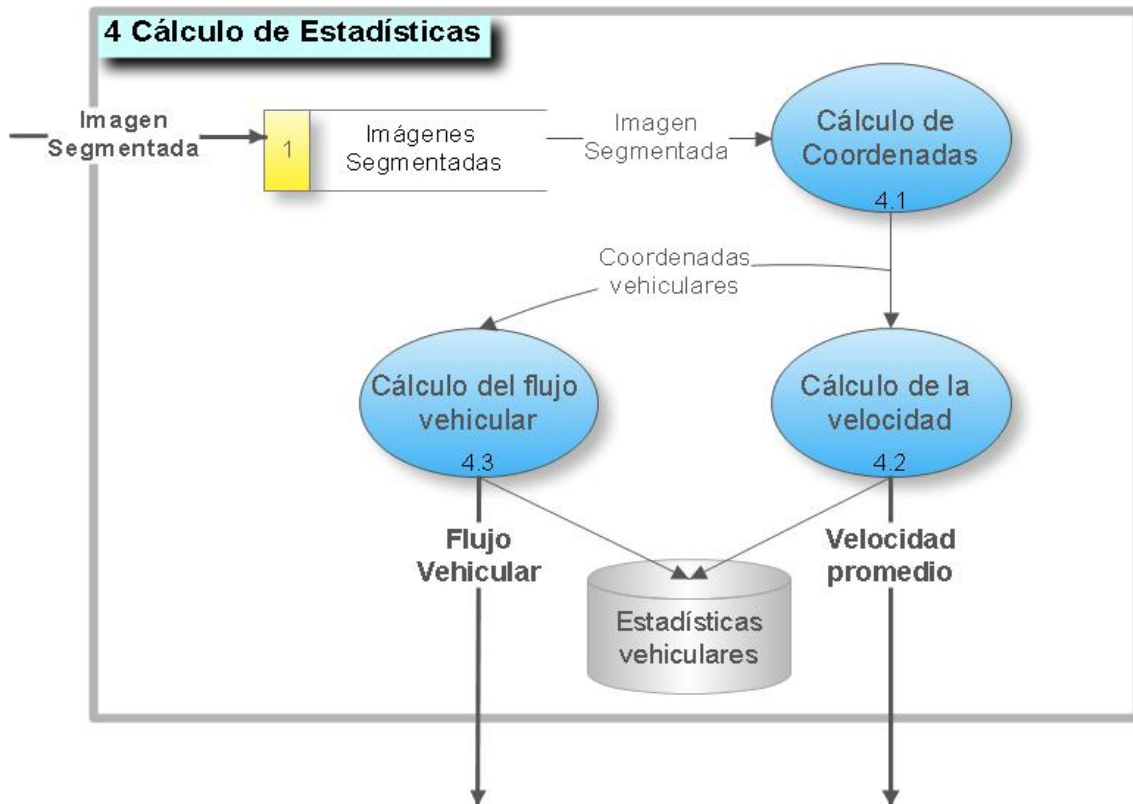 4 Cálculo de Estadísticas
Imagen
Segmentada
1
Imágenes
Segmentadas
Imagen
Segmentada
Cálculo de
Coordenadas
4.1
Coordenadas
vehiculares
Cálculo del flujo
vehicular
4.3
Cálculo de la
velocidad
4.2
Flujo
Vehicular
Velocidad
promedio
Estadísticas
vehiculares